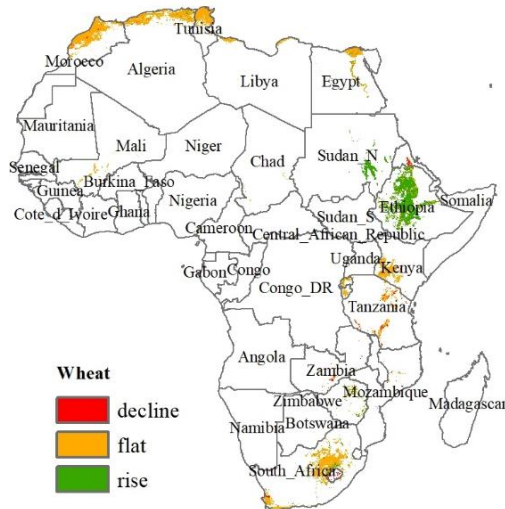 Tunisia
Morocco
Algeria
Libya
Egypt
Mauritania
Mali
Niger
Chad
Sudan_N
Senegal
Burkina_Faso
Guinea
Nigeria
Ethiopia
Somalia
Cote_d'Ivoire
Ghana
Sudan_S
Cameroon
Central_African_Republic
Uganda
Kenya
Gabon
Congo
Congo_DR
Tanzania
Angola
Zambia
Mozambique
Zimbabwe
Madagascar
Namibia
Botswana
South_Africa
Wheat
decline
flat
rise